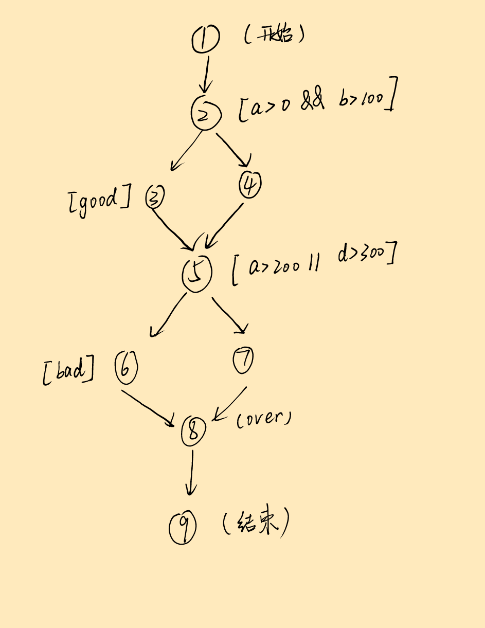 ① (开始)
② [a>0 && b>100]
[good] ③ ④
⑤ [a>200 || d>300]
[bad] ⑥ ⑦
⑧ (over)
⑨ (结束)